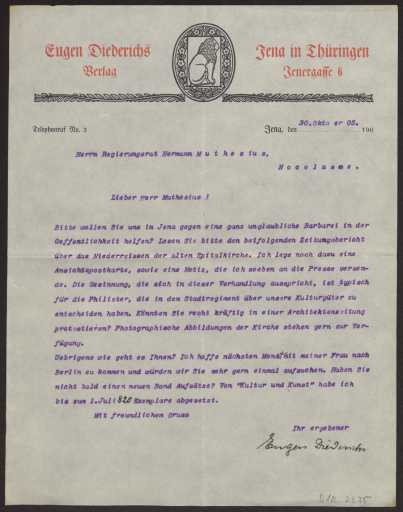 Eugen Diederichs
Verlag
Jena in Thüringen
Jenergasse 6
Telephonruf Nr. 3
Jena, den 30. Okto er 05. 190
Herrn Regierungsrat Hermann Muthesius,
Lieber Herr Muthesius !
Bitte wollen Sie uns in Jena gegen eine ganz unglaubliche Barbarei in der
Oeffentlichkeit helfen? Lesen Sie bitte den beifolgenden Zeitungsbericht
über das Niederreissen der alten Spitalkirche. Ich lege noch dazu eine
Ansichtspostkarte, sowie eine Notiz, die ich soeben an die Presse versen-
de. Die Gesinnung, die sich in dieser Verhandlung ausspricht, ist typisch
für die Philister, die in den Stadtregiment über unsere Kulturgüter zu
entscheiden haben. Könnten Sie recht kräftig in einer Architektenzeitung
protestieren? Photographische Abbildungen der Kirche stehen gern zur Ver-
fügung.
Uebrigens wie geht es Ihnen? Ich hoffe nächsten Monat mit meiner Frau nach
Berlin zu kommen und würden wir Sie sehr gern einmal aufsuchen. Haben Sie
nicht bald einen neuen Band Aufsätze? Von "Kultur und Kunst" habe ich
bis zum 1. Juli 820 Exemplare abgesetzt.
Mit freundlichen Gruss
Ihr ergebener
Eugen Diederichs